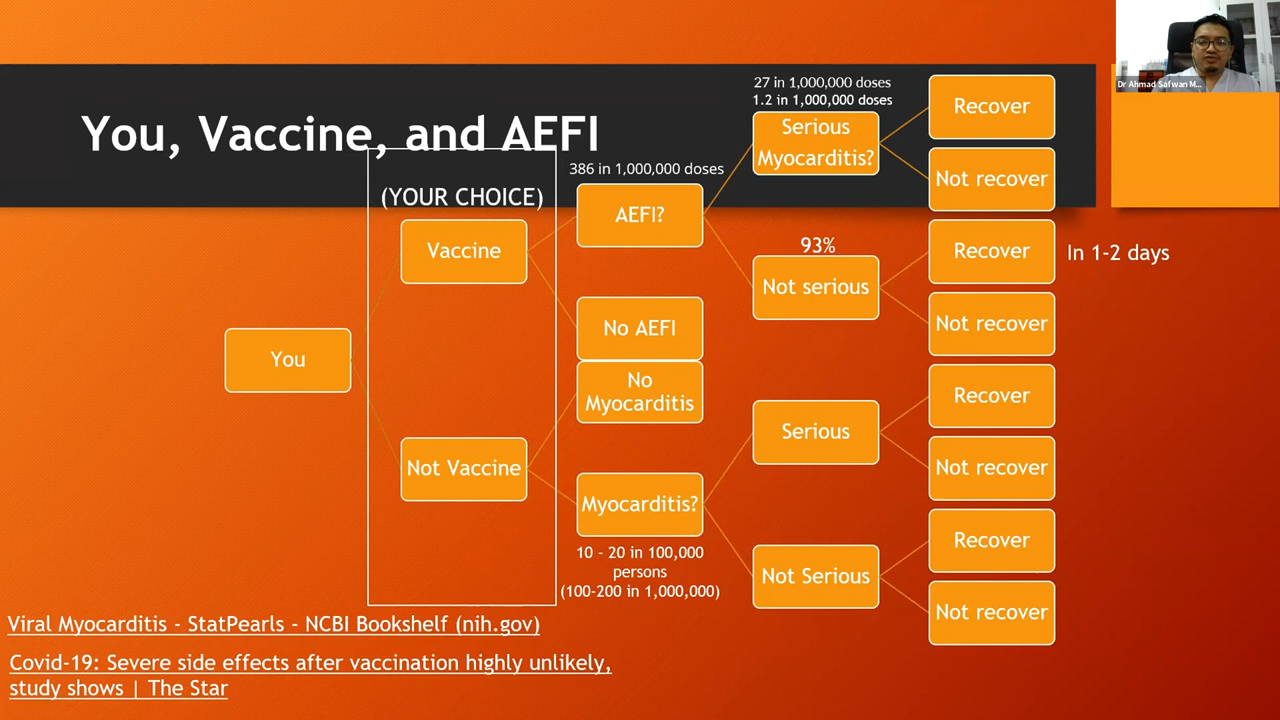 You, Vaccine, and AEFI
Dr Ahmad Safwan M...
27 in 1,000,000 doses
1.2 in 1,000,000 doses
Serious
Myocarditis?
Recover
Not recover
386 in 1,000,000 doses
AEFI?
(YOUR CHOICE)
Vaccine
93%
Not serious
Recover
In 1-2 days
Not recover
No AEFI
You
No
Myocarditis
Not Vaccine
Serious
Recover
Not recover
Myocarditis?
10 - 20 in 100,000
persons
(100-200 in 1,000,000)
Not Serious
Recover
Not recover
Viral Myocarditis - StatPearls - NCBI Bookshelf (nih.gov)
Covid-19: Severe side effects after vaccination highly unlikely,
study shows | The Star